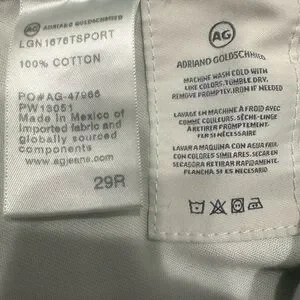 AG ADRIANO GOLDSCHMIED
LGN1676TSPORT
100% COTTON
PO#AG-47966
PW13051
Made in Mexico of
imported fabric and
globally sourced
components
www.agjeans.com
29R
AG
ADRIANO GOLDSCHMIED
MACHINE WASH COLD WITH
LIKE COLORS. TUMBLE DRY.
REMOVE PROMPTLY. IRON IF NEEDED
LAVAGE EN MACHINE À FROID AVEC
COMME COULEURS. SÈCHE-LINGE
À RETIRER PROMPTEMENT.
FER SI DEMANDÉ.
LAVAR A MAQUINA CON AGUA FRIA
CON COLORES SIMILARES. SECAR EN
SECADORA RETIRAR RAPIDAMENTE.
PLANCHA SI ES NECESARIO